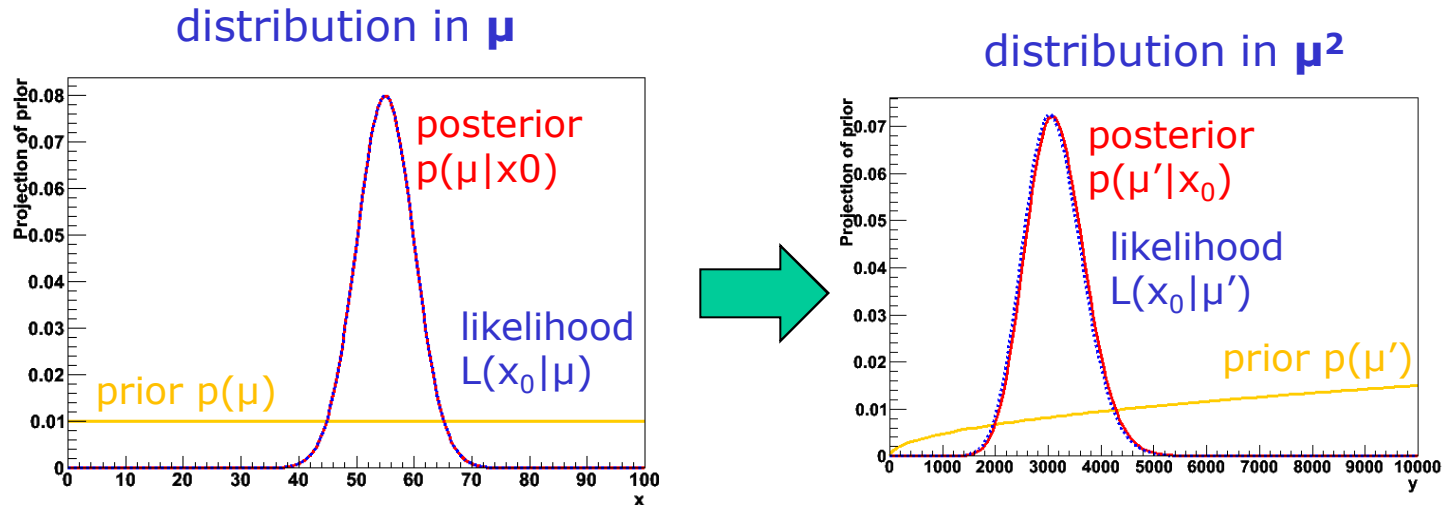 distribution in μ
distribution in μ²
Projection of prior
0.08
0.07
0.06
0.05
0.04
0.03
0.02
0.01
0
posterior
p(μ|x0)
likelihood
L(x₀|μ)
prior p(μ)
0 10 20 30 40 50 60 70 80 90 100
x
Projection of prior
0.07
0.06
0.05
0.04
0.03
0.02
0.01
0
posterior
p(μ′|x₀)
likelihood
L(x₀|μ′)
prior p(μ′)
0 1000 2000 3000 4000 5000 6000 7000 8000 9000 10000
y